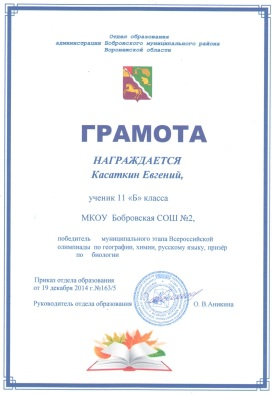 Отдел образования
администрации Бобровского муниципального района
Воронежской области
ГРАМОТА
НАГРАЖДАЕТСЯ
Касаткин Евгений,
ученик 11 «Б» класса
МКОУ Бобровская СОШ №2,
победитель муниципального этапа Всероссийской
олимпиады по географии, химии, русскому языку, призёр
по биологии
Приказ отдела образования
от 19 декабря 2014 г.№163/5
Руководитель отдела образования О. В.Аникина